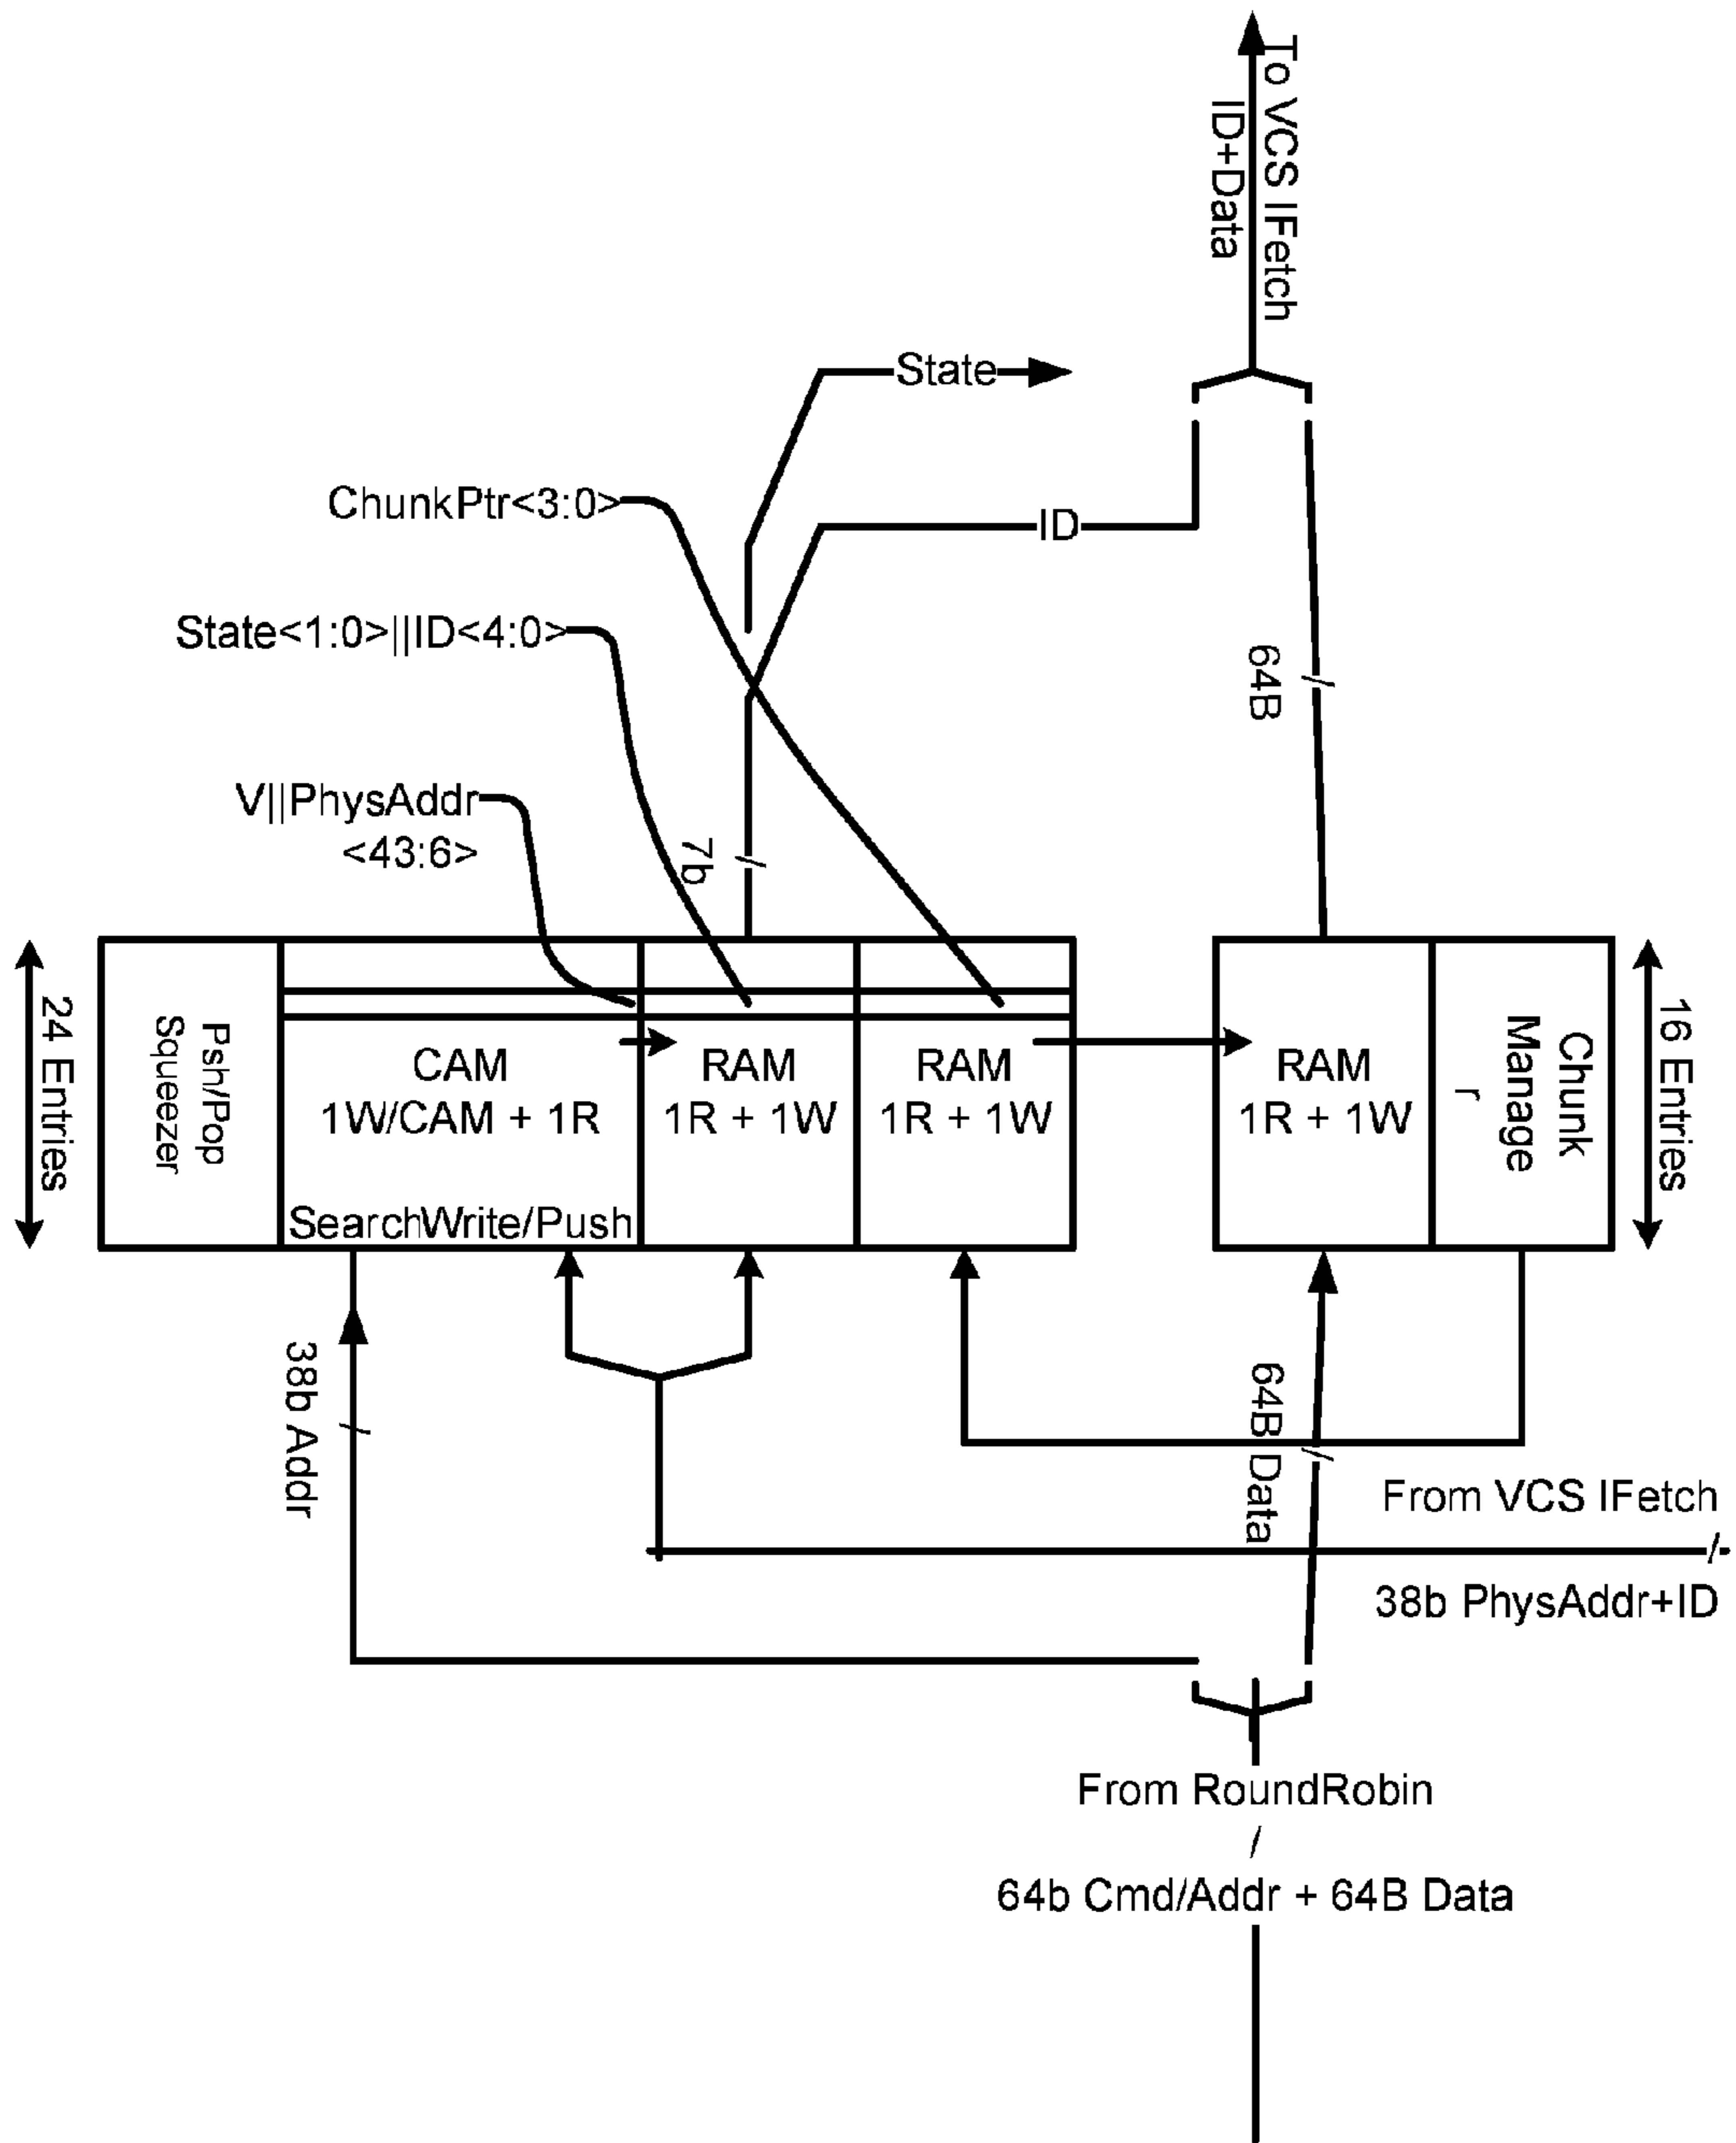 To VCS IFetch
ID+Data
State
ChunkPtr<3:0>
ID
State<1:0>||ID<4:0>
64B
V||PhysAddr
<43:6>
7b
24 Entries
Psh/Pop
Squeezer
CAM
1W/CAM + 1R
SearchWrite/Push
RAM
1R + 1W
RAM
1R + 1W
RAM
1R + 1W
Chunk
Manage
r
16 Entries
38b Addr
64B Data
From VCS IFetch
38b PhysAddr+ID
From RoundRobin
64b Cmd/Addr + 64B Data